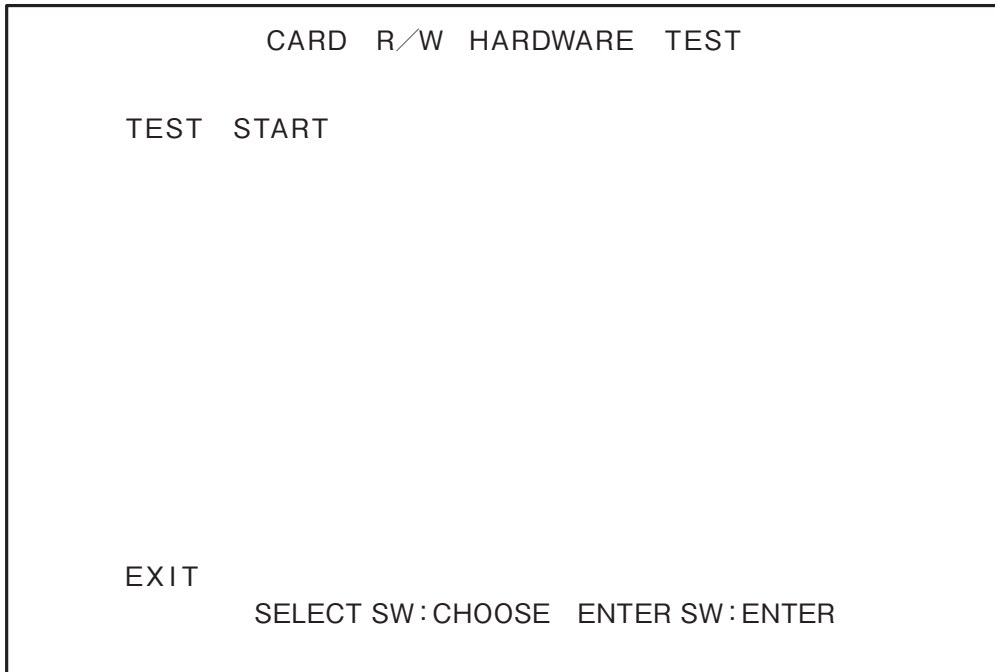 CARD R/W HARDWARE TEST
TEST START
EXIT
SELECT SW:CHOOSE ENTER SW:ENTER